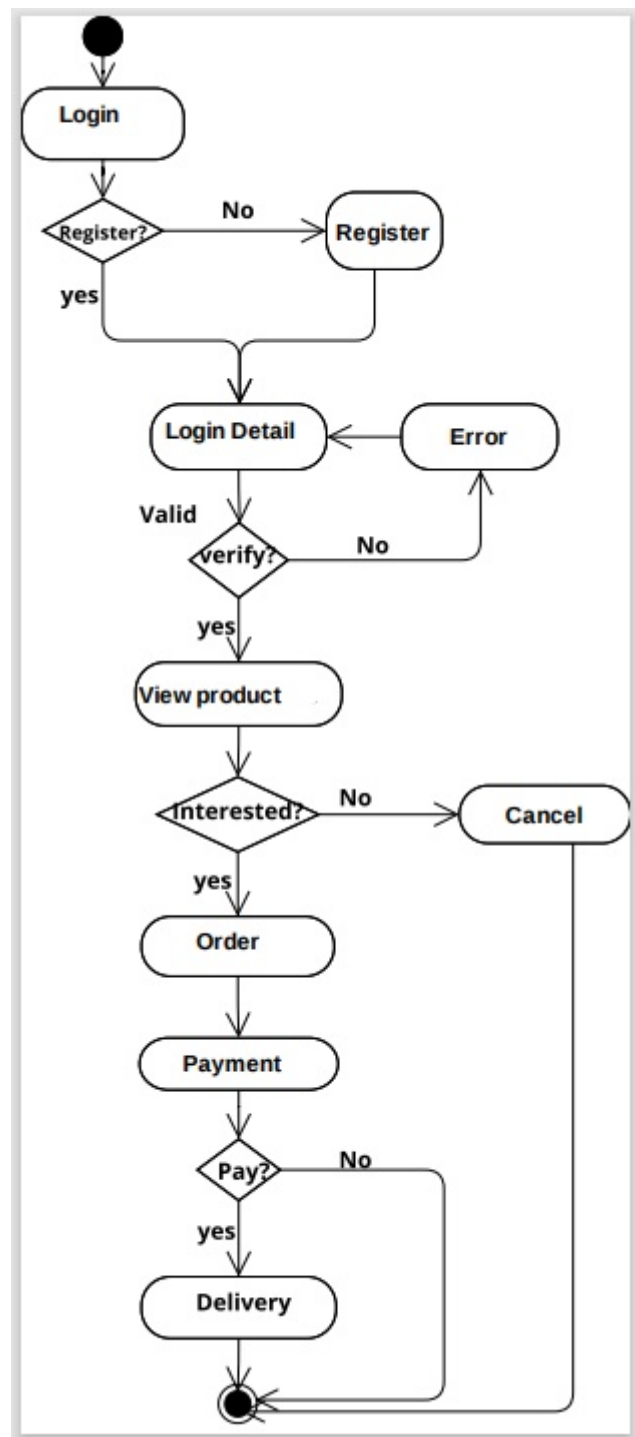 Login
Register?
No
Register
yes
Login Detail
Error
Valid
verify?
No
yes
View product
Interested?
No
Cancel
yes
Order
Payment
Pay?
No
yes
Delivery